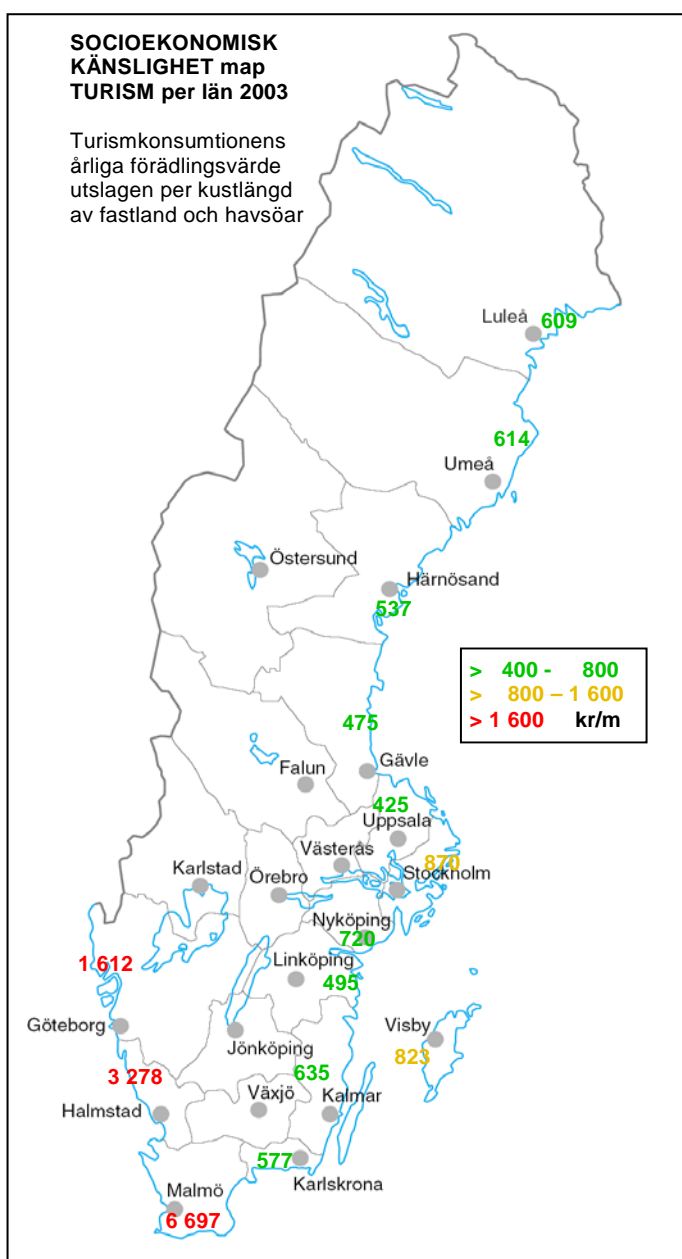 SOCIOEKONOMISK
KÄNSLIGHET map
TURISM per län 2003
Turismkonsumtionens
årliga förädlingsvärde
utslagen per kustlängd
av fastland och havsöar
Luleå
609
614
Umeå
Östersund
Härnösand
537
> 400 - 800
> 800 – 1 600
> 1 600 kr/m
475
Gävle
Falun
425
Uppsala
Västerås
870
Karlstad
Örebro
Stockholm
Nyköping
720
1 612
Linköping
495
Göteborg
Visby
Jönköping
823
3 278
635
Halmstad
Växjö
Kalmar
577
Karlskrona
Malmö
6 697